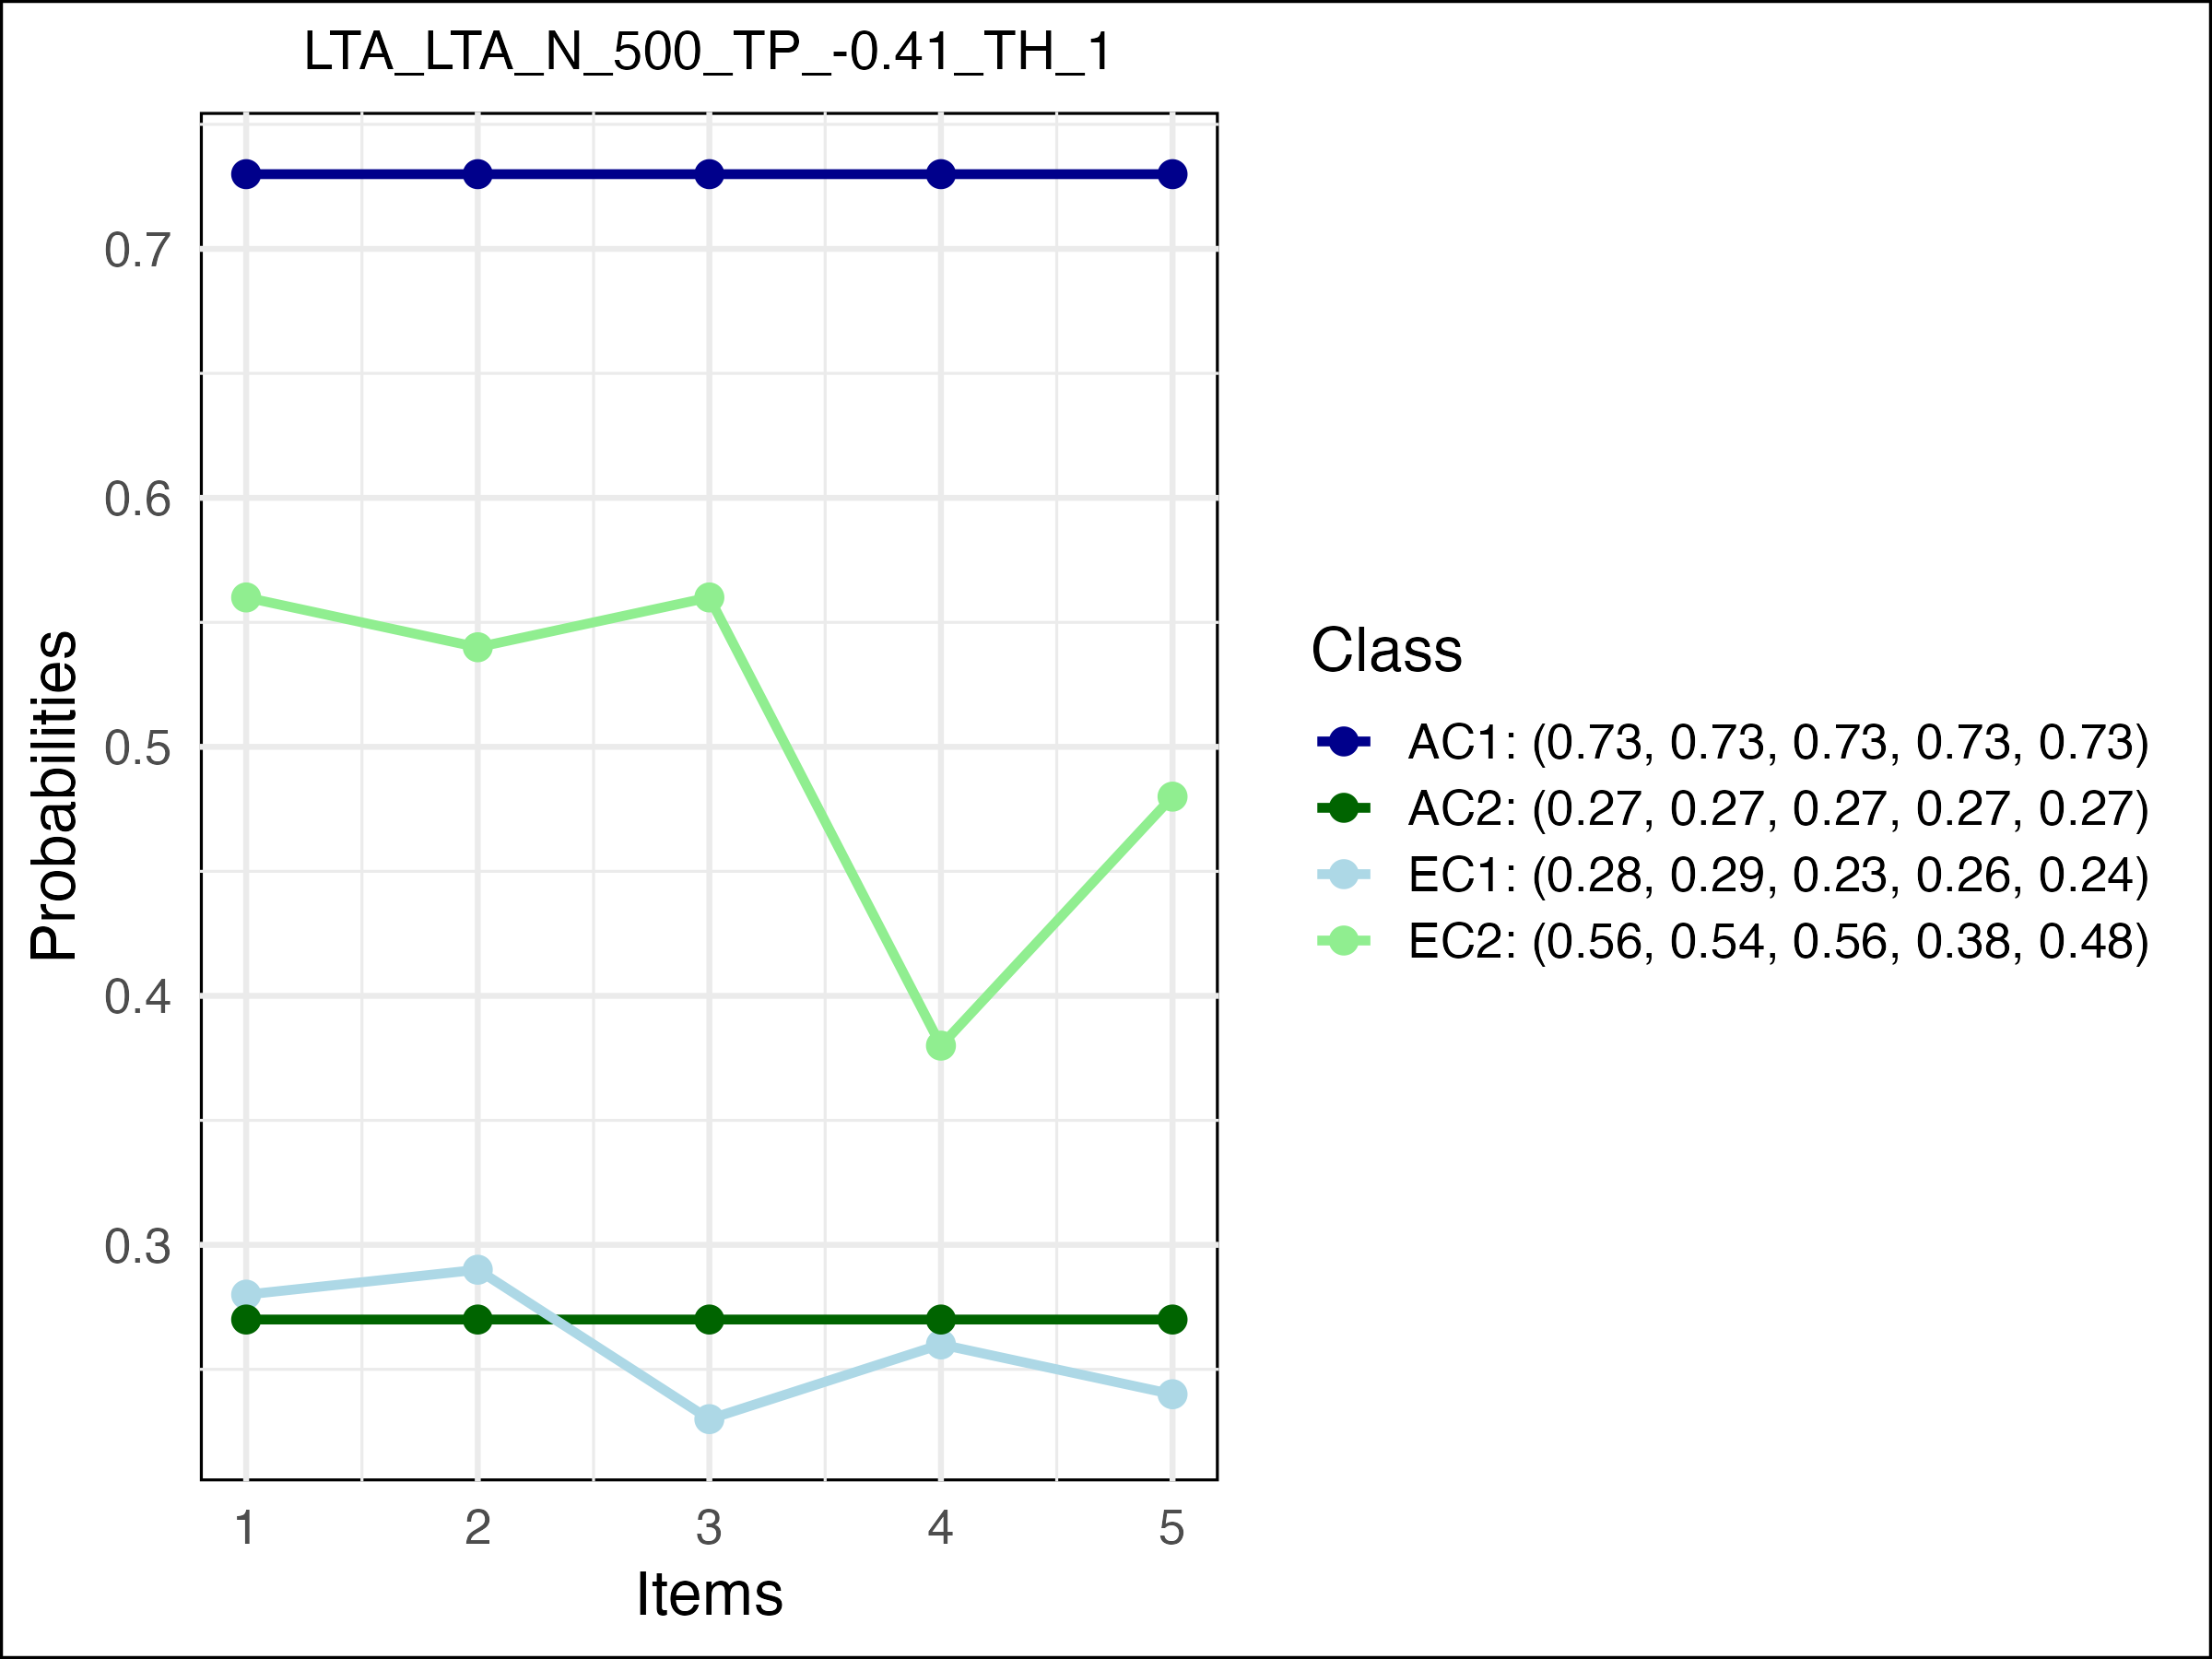 LTA_LTA_N_500_TP_-0.41_TH_1
Probabilities
0.7
0.6
0.5
0.4
0.3
1 2 3 4 5
Items
Class
AC1: (0.73, 0.73, 0.73, 0.73, 0.73)
AC2: (0.27, 0.27, 0.27, 0.27, 0.27)
EC1: (0.28, 0.29, 0.23, 0.26, 0.24)
EC2: (0.56, 0.54, 0.56, 0.38, 0.48)